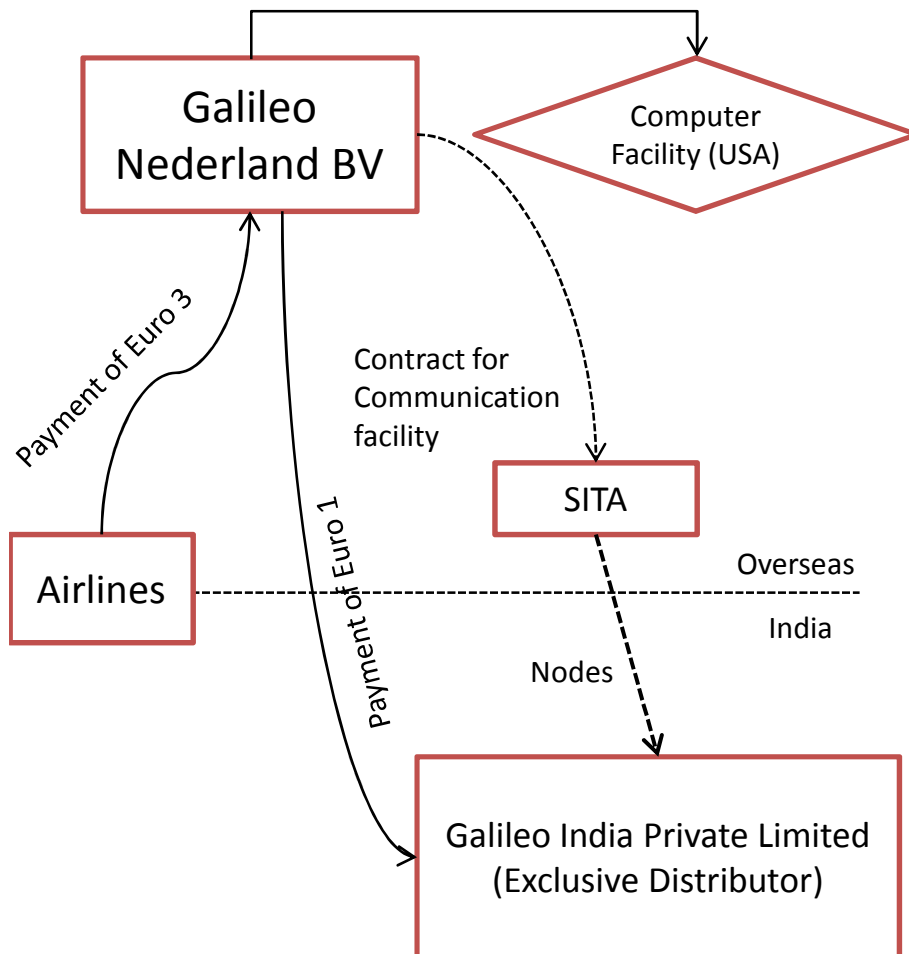 Galileo
Nederland BV
Computer
Facility (USA)
Payment of Euro 3
Contract for
Communication
facility
Payment of Euro 1
SITA
Airlines
Overseas
India
Nodes
Galileo India Private Limited
(Exclusive Distributor)